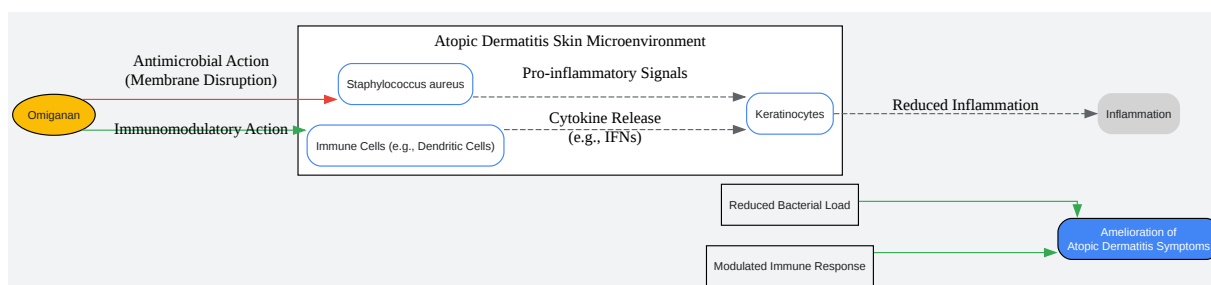 Atopic Dermatitis Skin Microenvironment
Antimicrobial Action
(Membrane Disruption)
Omiganan
Immunomodulatory Action
Staphylococcus aureus
Immune Cells (e.g., Dendritic Cells)
Pro-inflammatory Signals
Cytokine Release
(e.g., IFNs)
Keratinocytes
Reduced Inflammation
Inflammation
Reduced Bacterial Load
Modulated Immune Response
Amelioration of
Atopic Dermatitis Symptoms